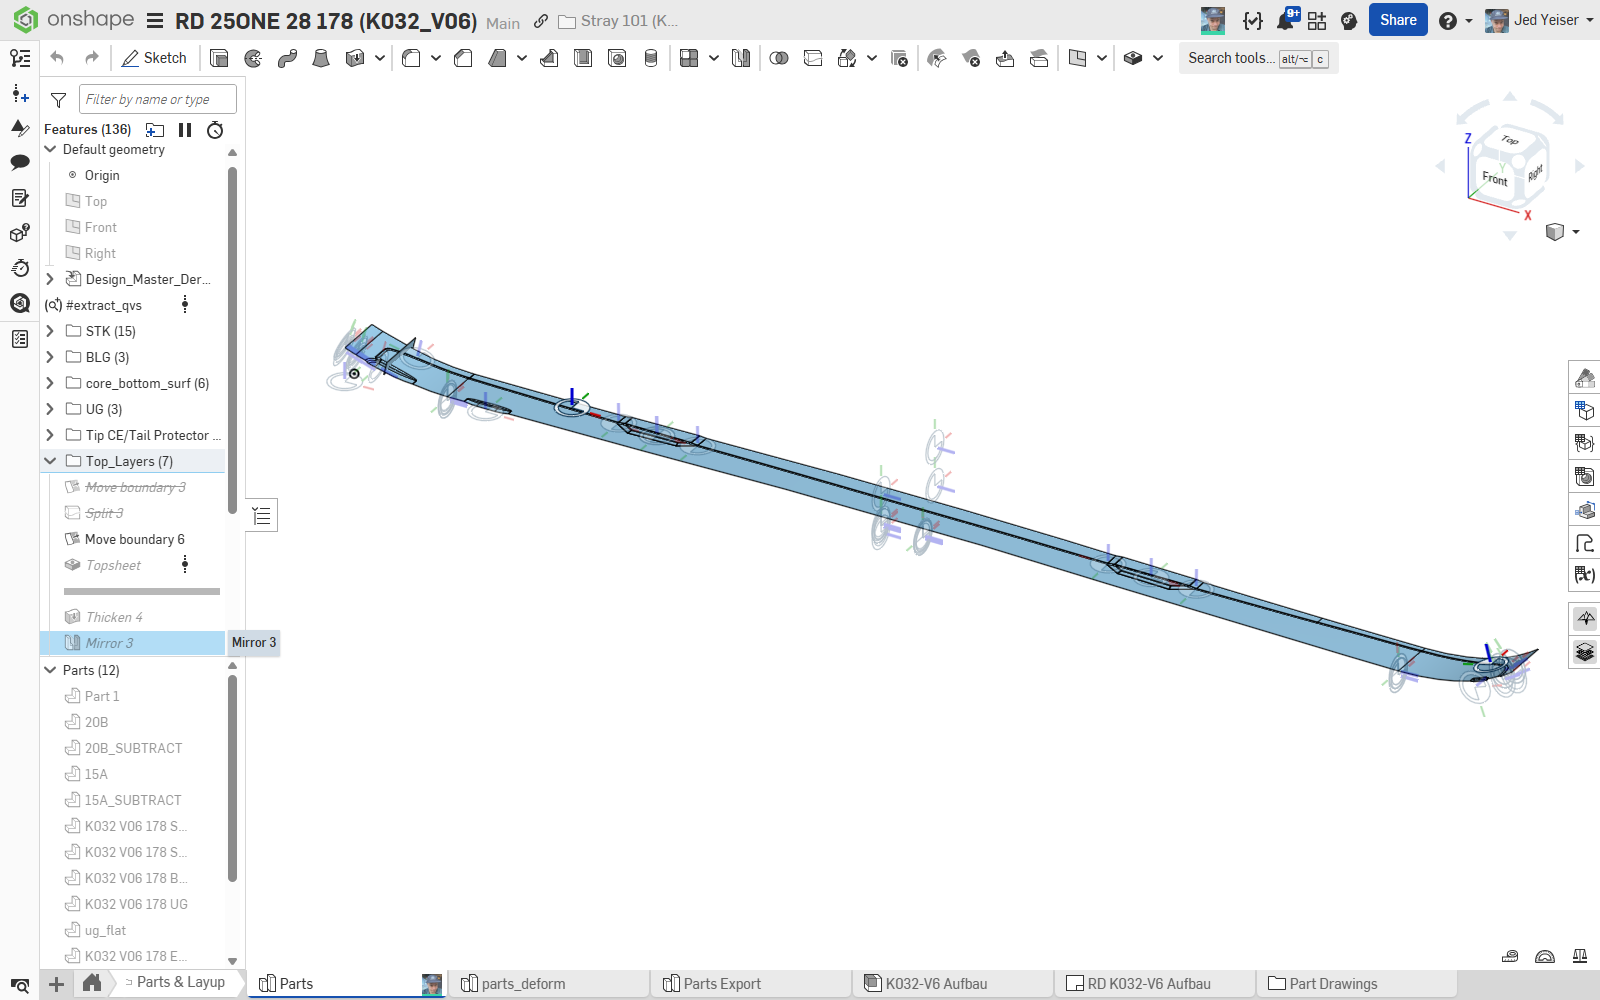 onshape
RD 25ONE 28 178 (K032_V06)
Main
Stray 101 (K...
9+
Share
Jed Yeiser
Sketch
Search tools...
alt/⌥
c
Filter by name or type
Features (136)
Default geometry
Origin
Top
Front
Right
Design_Master_Der...
#extract_qvs
STK (15)
BLG (3)
core_bottom_surf (6)
UG (3)
Tip CE/Tail Protector ...
Top_Layers (7)
Move boundary 3
Split 3
Move boundary 6
Topsheet
Thicken 4
Mirror 3
Mirror 3
Parts (12)
Part 1
20B
20B_SUBTRACT
15A
15A_SUBTRACT
K032 V06 178 S...
K032 V06 178 S...
K032 V06 178 B...
K032 V06 178 UG
ug_flat
K032 V06 178 E...
Z
Top
Y
Front
Right
X
Parts & Layup
Parts
parts_deform
Parts Export
K032-V6 Aufbau
RD K032-V6 Aufbau
Part Drawings